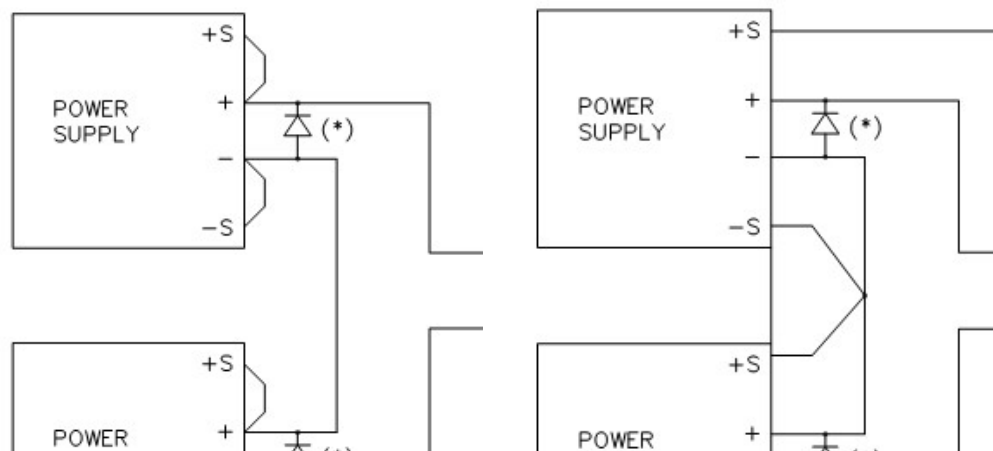 +S
+
POWER
SUPPLY
(*)
−
−S
+S
+
POWER
+S
+
POWER
SUPPLY
(*)
−
−S
+S
+
POWER